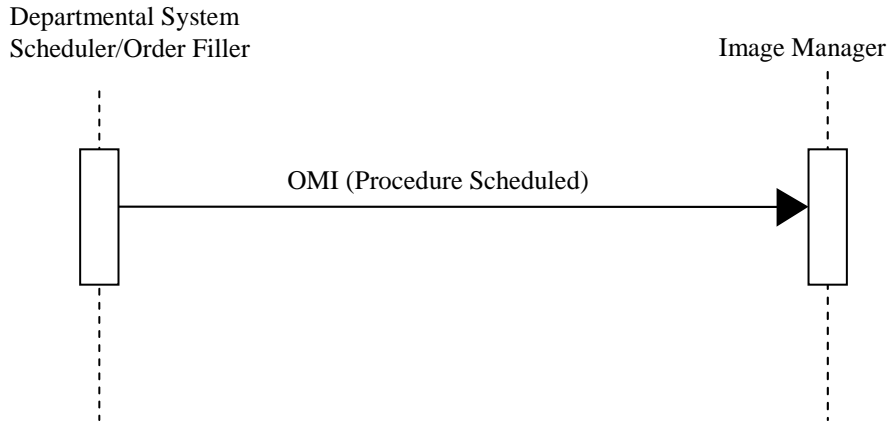 Departmental System
Scheduler/Order Filler
Image Manager
OMI (Procedure Scheduled)